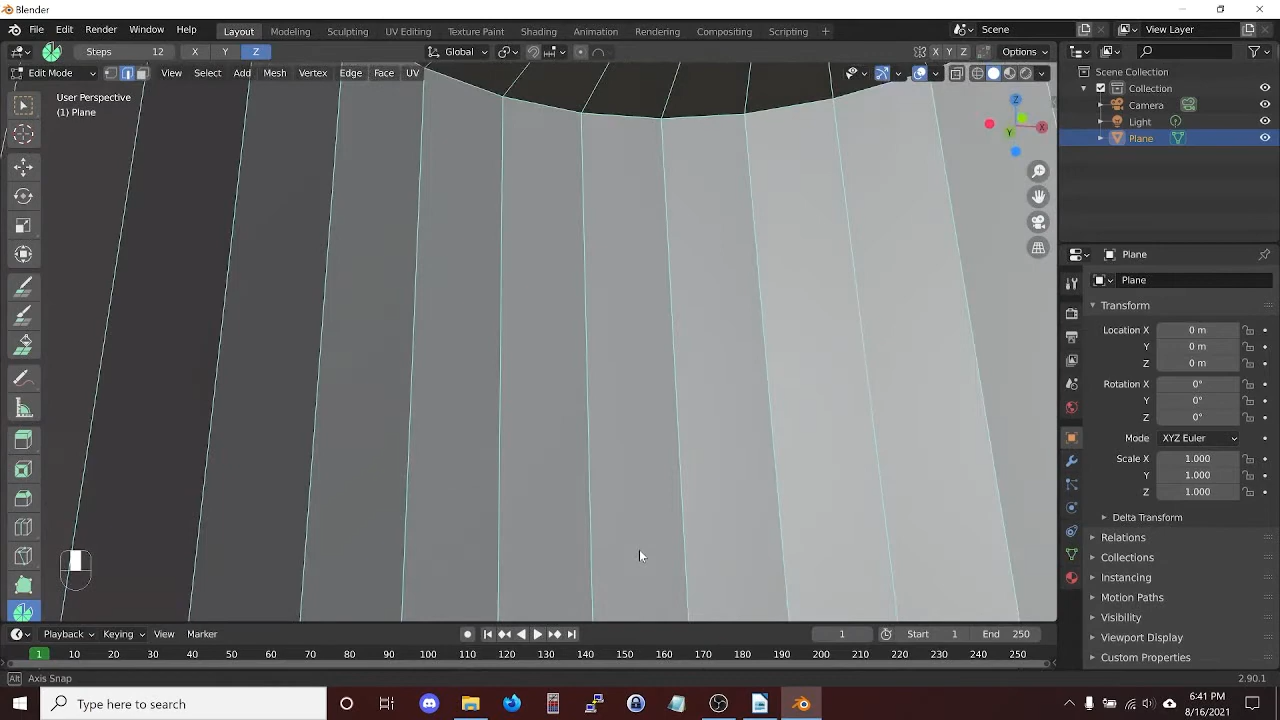 Blender
File Edit Render Window Help
Layout Modeling Sculpting UV Editing Texture Paint Shading Animation Rendering Compositing Scripting +
Scene
View Layer
Steps 12 X Y Z
Global
X Y Z
Options
Edit Mode View Select Add Mesh Vertex Edge Face UV
User Perspective
(1) Plane
Z
X
Y
Scene Collection
Collection
Camera
Light
Plane
Plane
Plane
Transform
Location X 0 m
Y 0 m
Z 0 m
Rotation X 0°
Y 0°
Z 0°
Mode XYZ Euler
Scale X 1.000
Y 1.000
Z 1.000
Delta Transform
Relations
Collections
Instancing
Motion Paths
Visibility
Viewport Display
Custom Properties
Playback Keying View Marker
1 Start 1 End 250
1 10 20 30 40 50 60 70 80 90 100 110 120 130 140 150 160 170 180 190 200 210 220 230 240 250
Alt Axis Snap
2.90.1
Type here to search
6:41 PM
8/16/2021